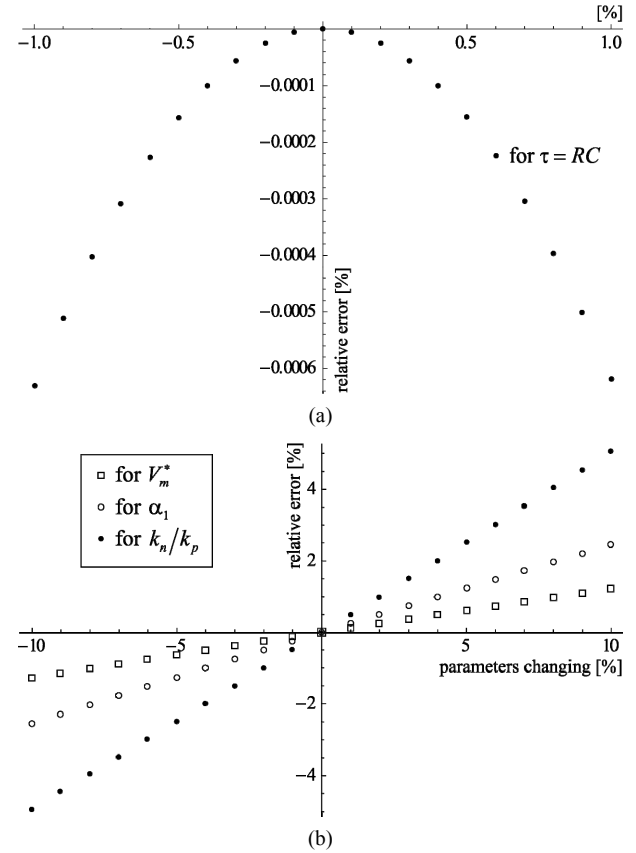 [%]
−1.0 −0.5 0.5 1.0
−0.0001
−0.0002
for τ = RC
−0.0003
−0.0004
−0.0005
−0.0006
relative error [%]
(a)
for V*m
for α1
for kn/kp
relative error [%]
4
2
−10 −5 0 5 10
parameters changing [%]
−2
−4
(b)